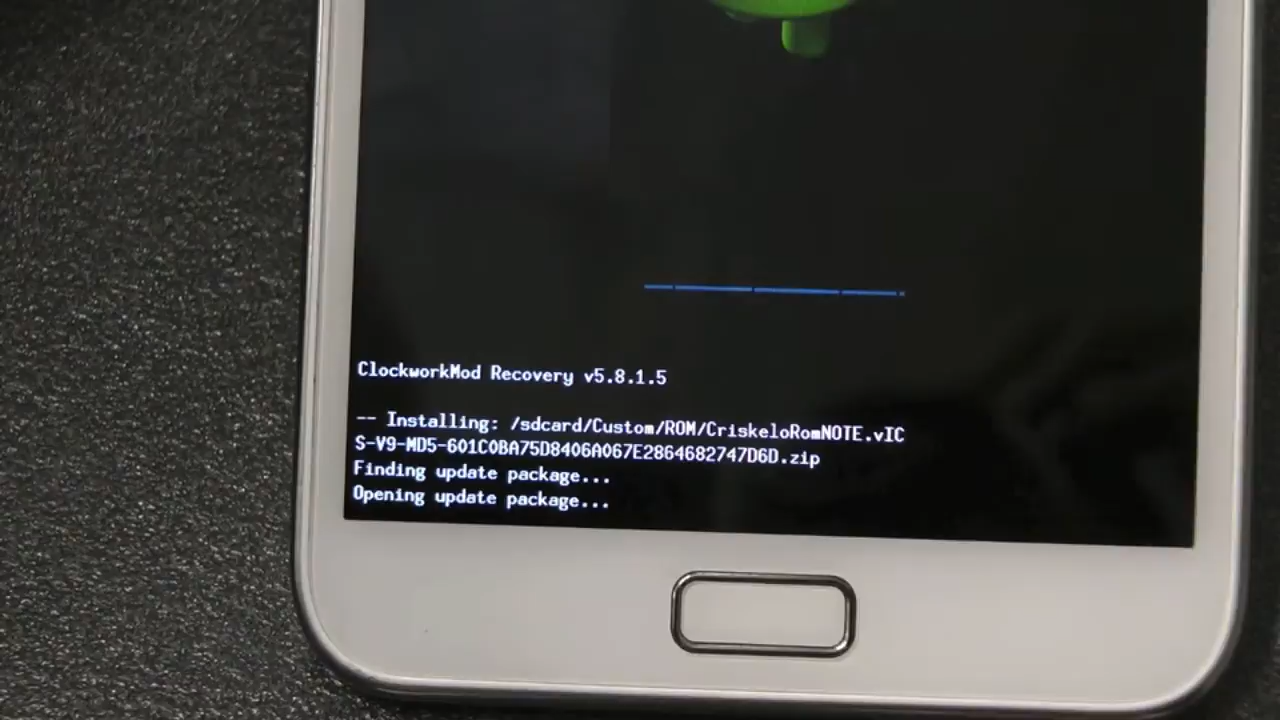 ClockworkMod Recovery v5.8.1.5
-- Installing: /sdcard/Custom/ROM/CriskeloRomNOTE.vIC
S-V9-MD5-601C0BA75D8406A067E2864682747D6D.zip
Finding update package...
Opening update package...